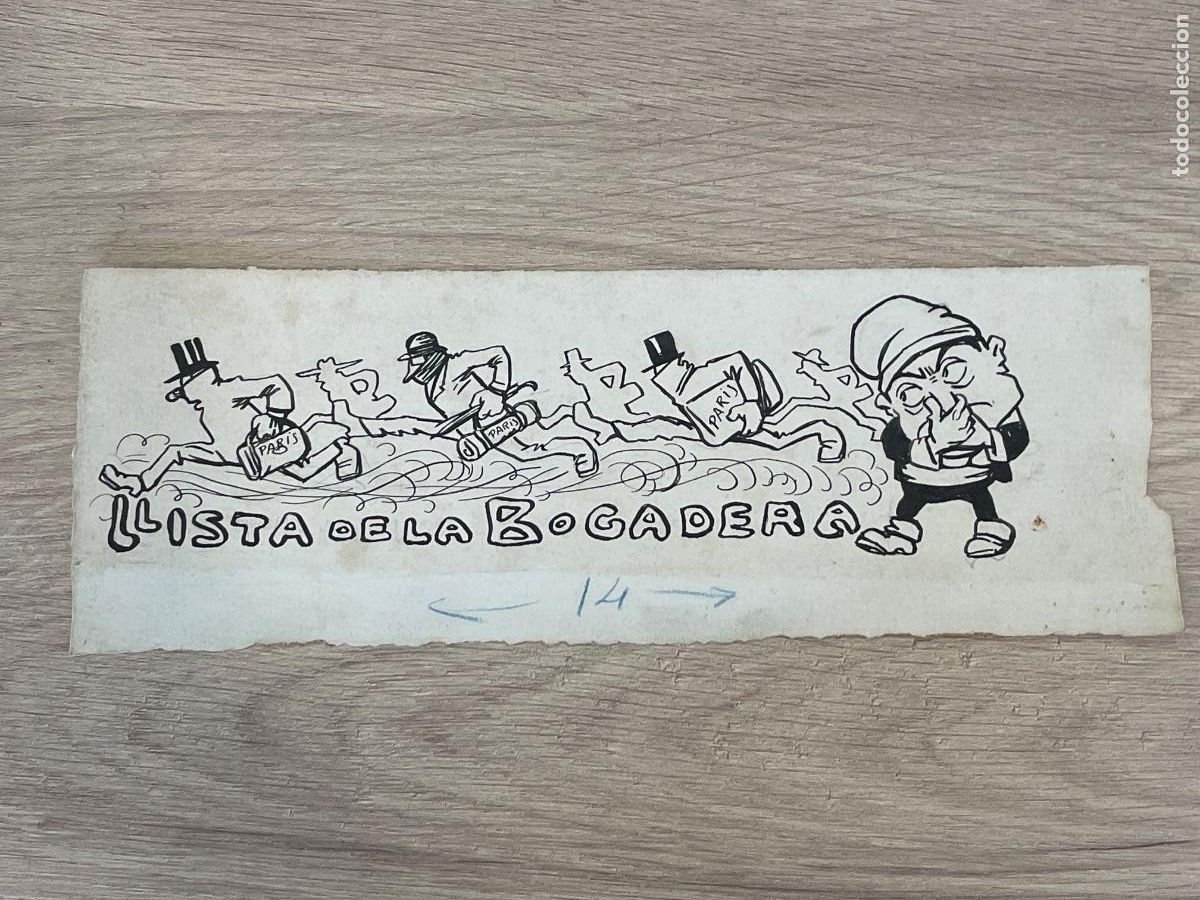 todocoleccion
PARIS
PARIS
PARIS
LLISTA DE LA BOGADERA
14